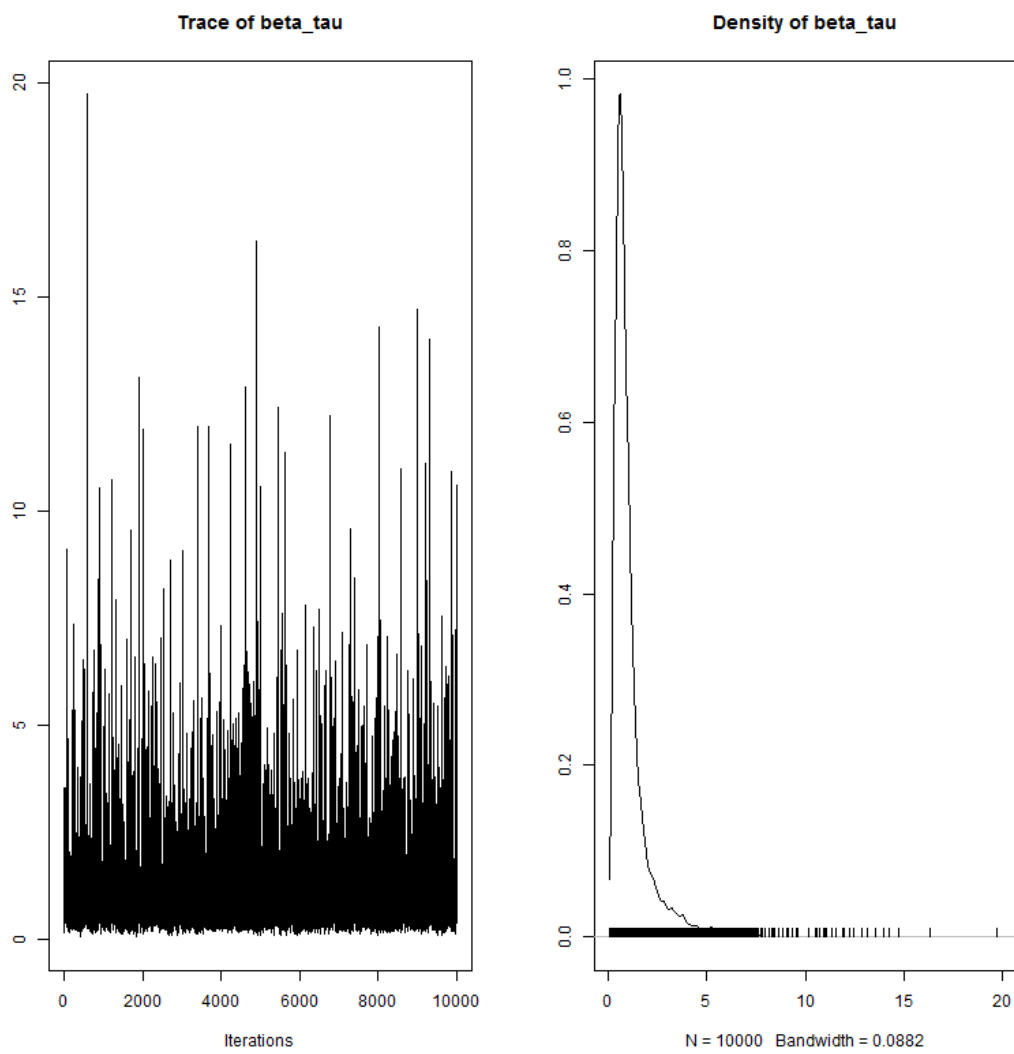 Trace of beta_tau
20
15
10
5
0
0 2000 4000 6000 8000 10000
Iterations
Density of beta_tau
1.0
0.8
0.6
0.4
0.2
0.0
0 5 10 15 20
N = 10000 Bandwidth = 0.0882